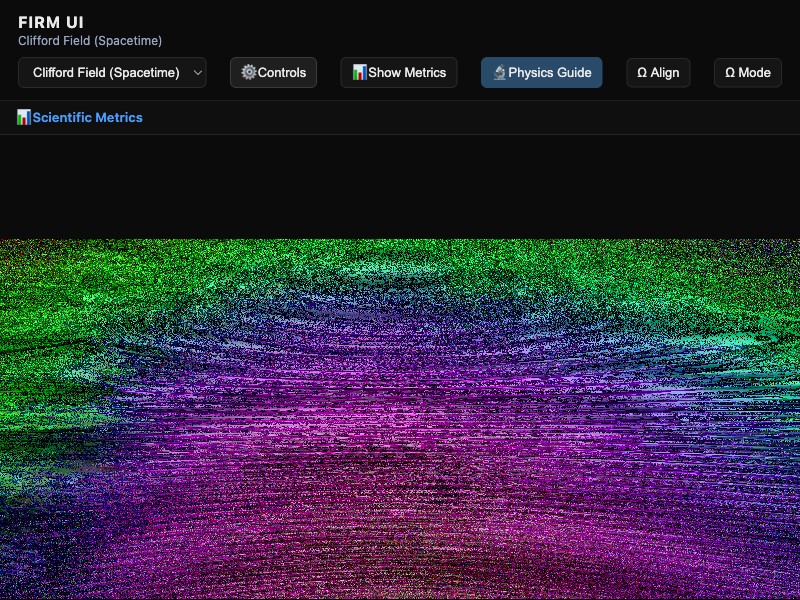 FIRM UI
Clifford Field (Spacetime)
Clifford Field (Spacetime) ⚙️Controls 📊Show Metrics 🔬Physics Guide Ω Align Ω Mode
📊Scientific Metrics